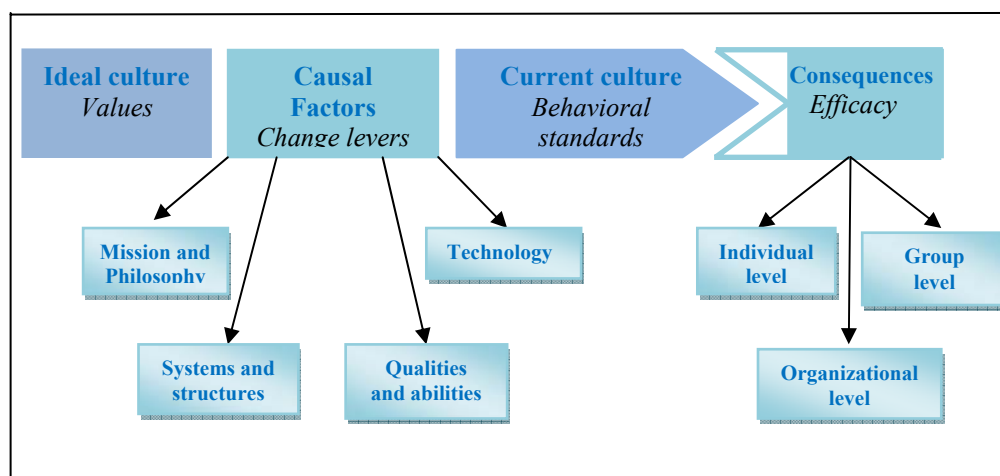 Ideal culture
Values
Causal
Factors
Change levers
Current culture
Behavioral
standards
Consequences
Efficacy
Mission and
Philosophy
Technology
Individual
level
Group
level
Systems and
structures
Qualities
and abilities
Organizational
level